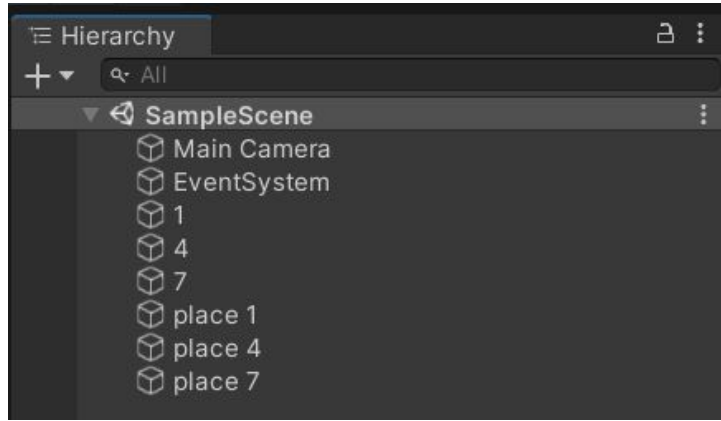 Hierarchy
All
SampleScene
Main Camera
EventSystem
1
4
7
place 1
place 4
place 7